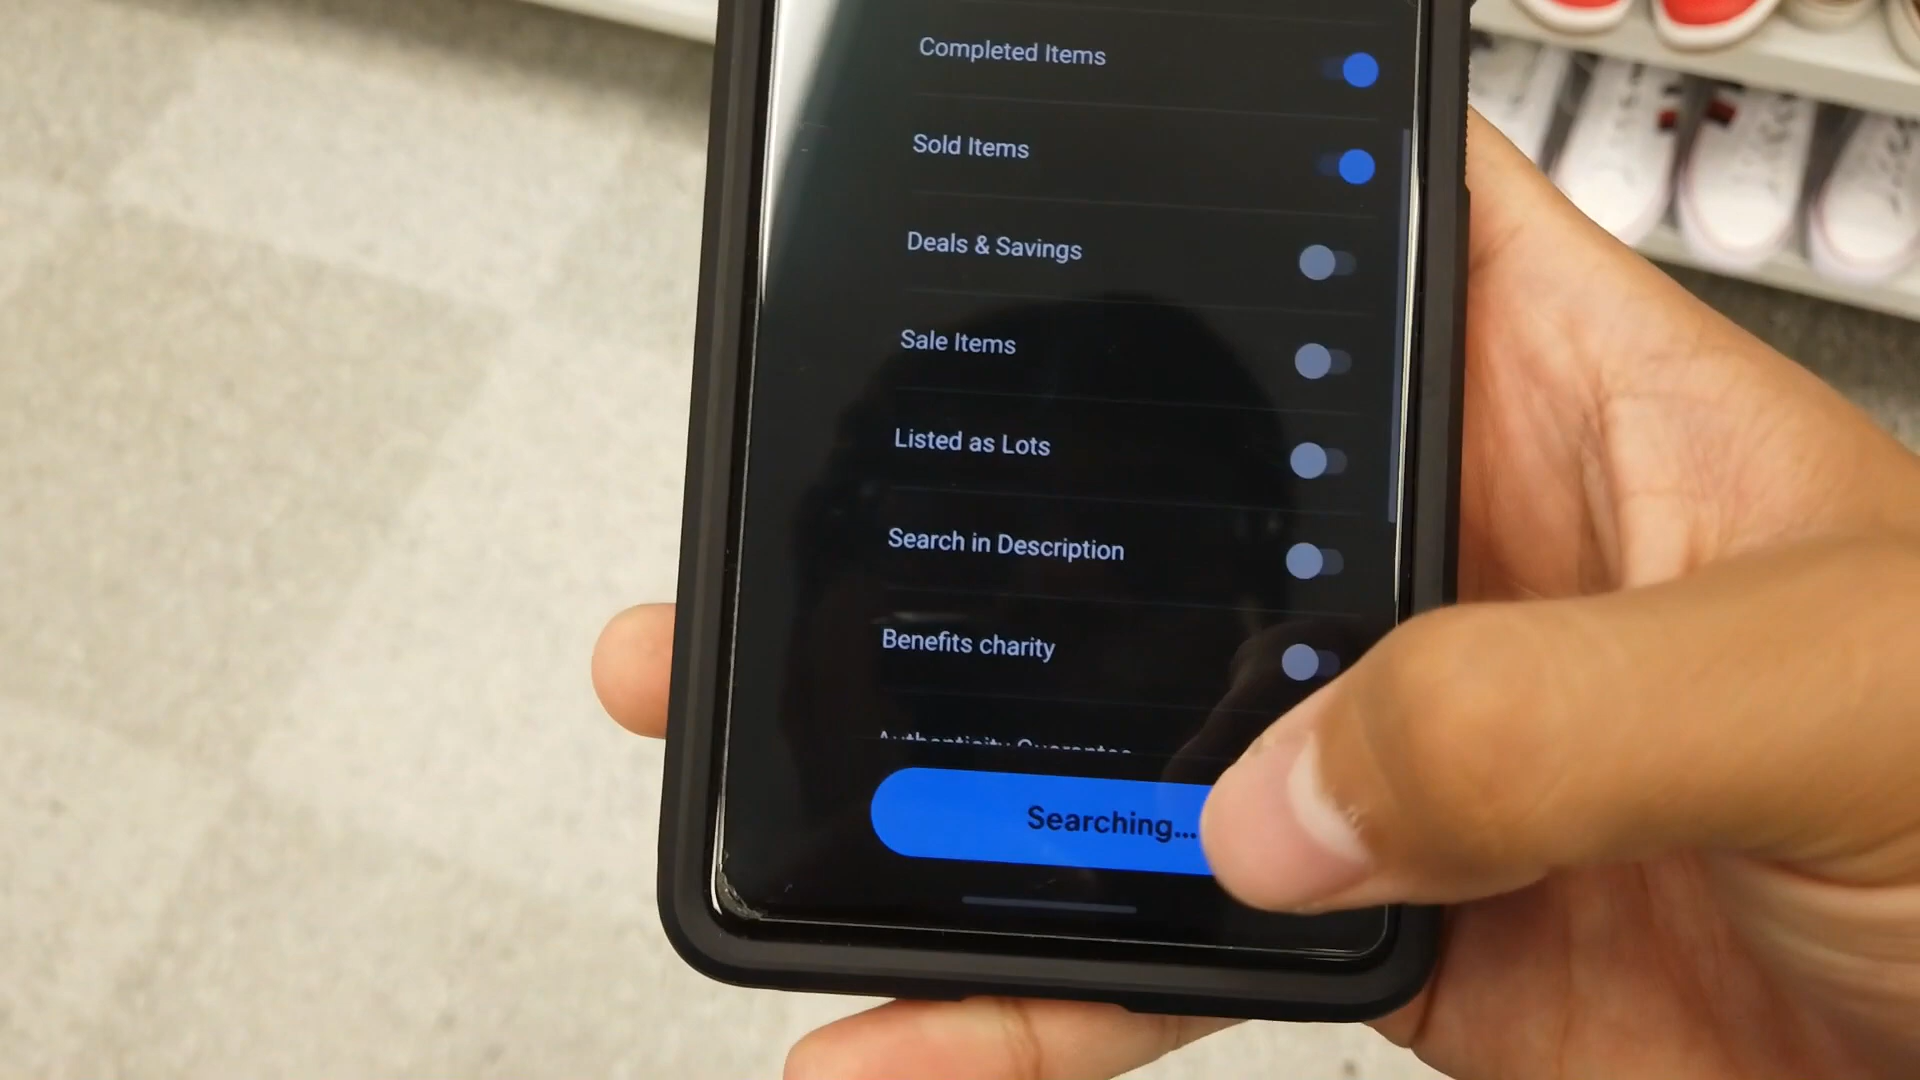 Completed Items
Sold Items
Deals & Savings
Sale Items
Listed as Lots
Search in Description
Benefits charity
Authenticity Guarantee
Searching...